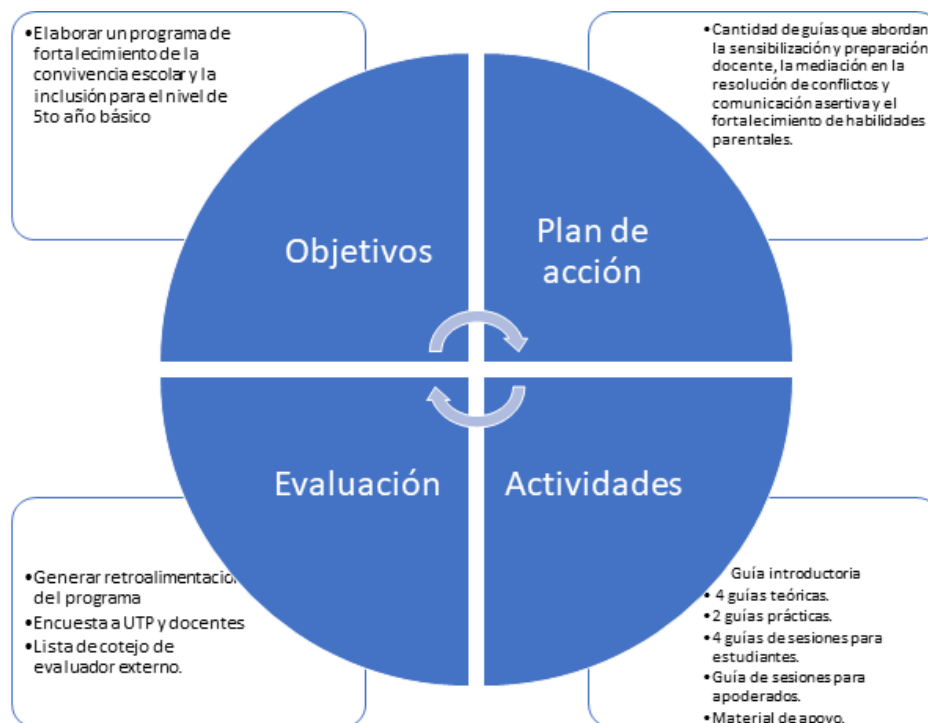 •Elaborar un programa de
fortalecimiento de la
convivencia escolar y la
inclusión para el nivel de
5to año básico
•Cantidad de guías que abordan
la sensibilización y preparación
docente, la mediación en la
resolución de conflictos y
comunicación asertiva y el
fortalecimiento de habilidades
parentales.
Objetivos
Plan de
acción
Evaluación
Actividades
•Generar retroalimentacion
del programa
•Encuesta a UTP y docentes
•Lista de cotejo de
evaluador externo.
Guía introductoria
• 4 guías teóricas.
• 2 guías prácticas.
• 4 guías de sesiones para
estudiantes.
• Guía de sesiones para
apoderados.
• Material de apoyo.